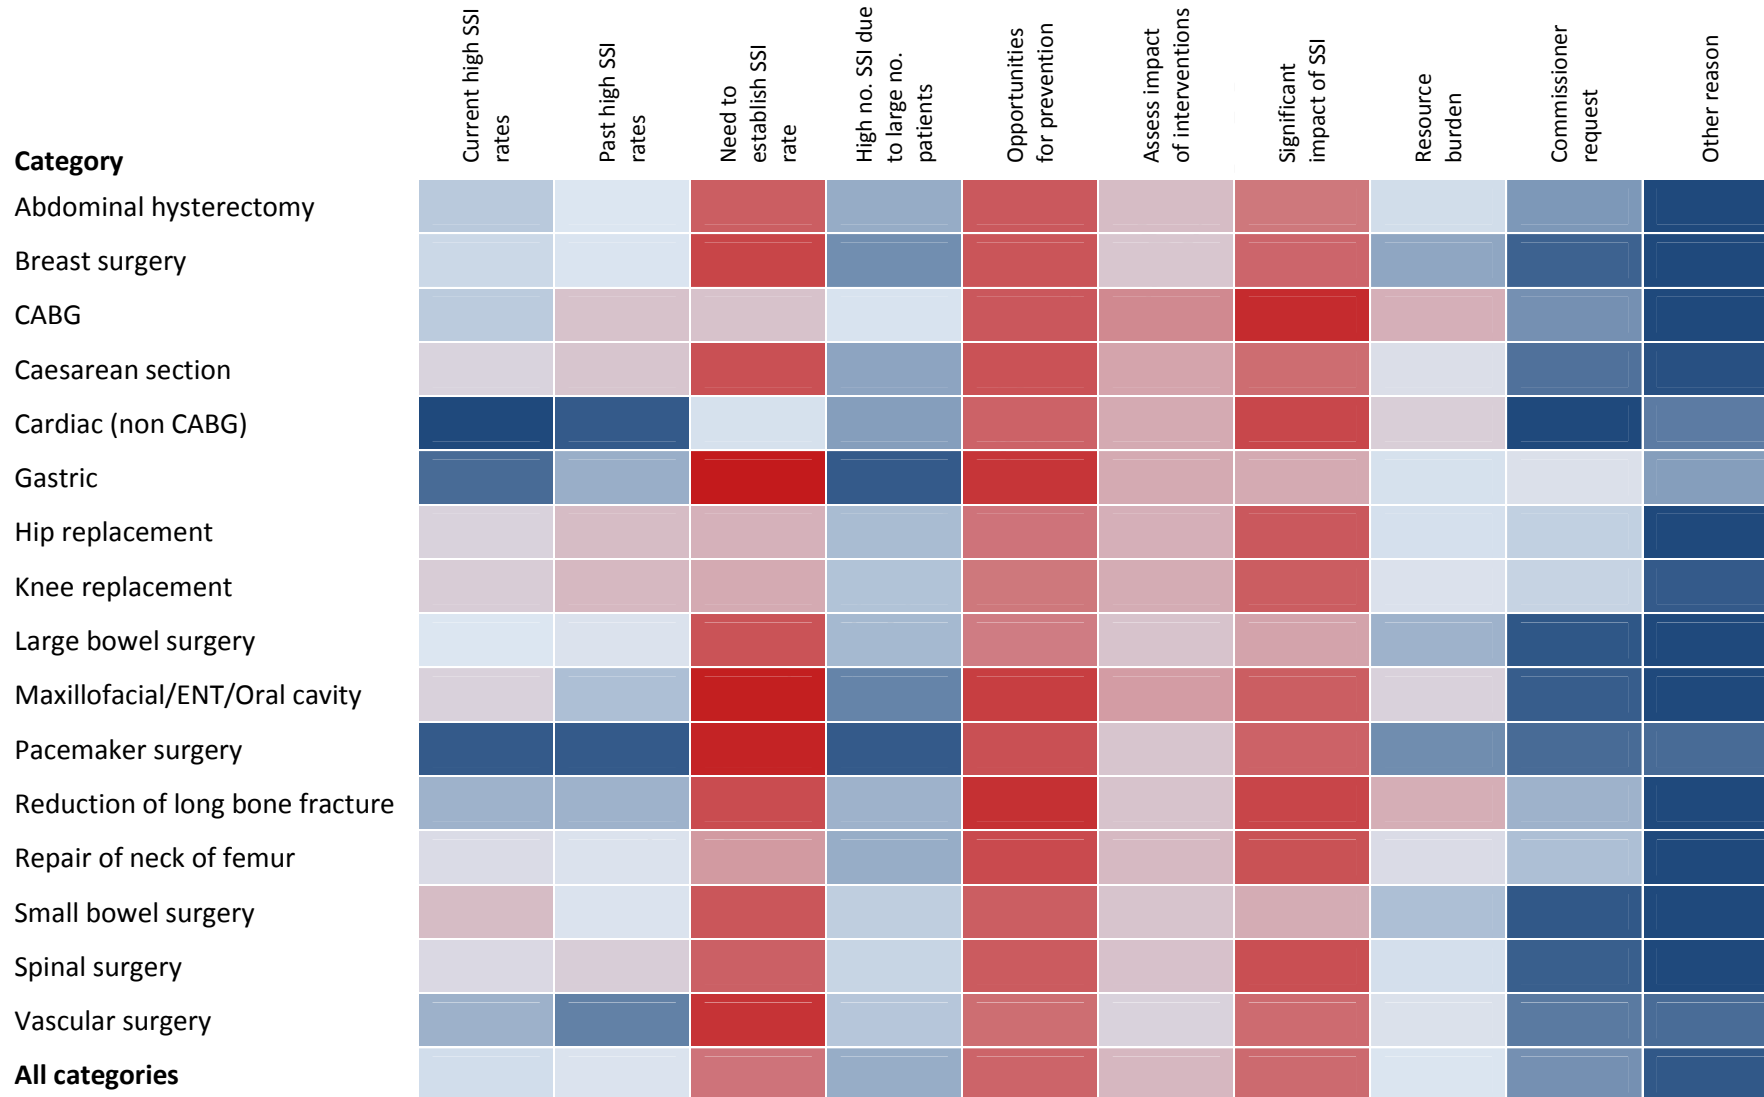 Current high SSI
rates
Past high SSI
rates
Need to
establish SSI
rate
High no. SSI due
to large no.
patients
Opportunities
for prevention
Assess impact
of interventions
Significant
impact of SSI
Resource
burden
Commissioner
request
Other reason
Category
Abdominal hysterectomy
Breast surgery
CABG
Caesarean section
Cardiac (non CABG)
Gastric
Hip replacement
Knee replacement
Large bowel surgery
Maxillofacial/ENT/Oral cavity
Pacemaker surgery
Reduction of long bone fracture
Repair of neck of femur
Small bowel surgery
Spinal surgery
Vascular surgery
All categories